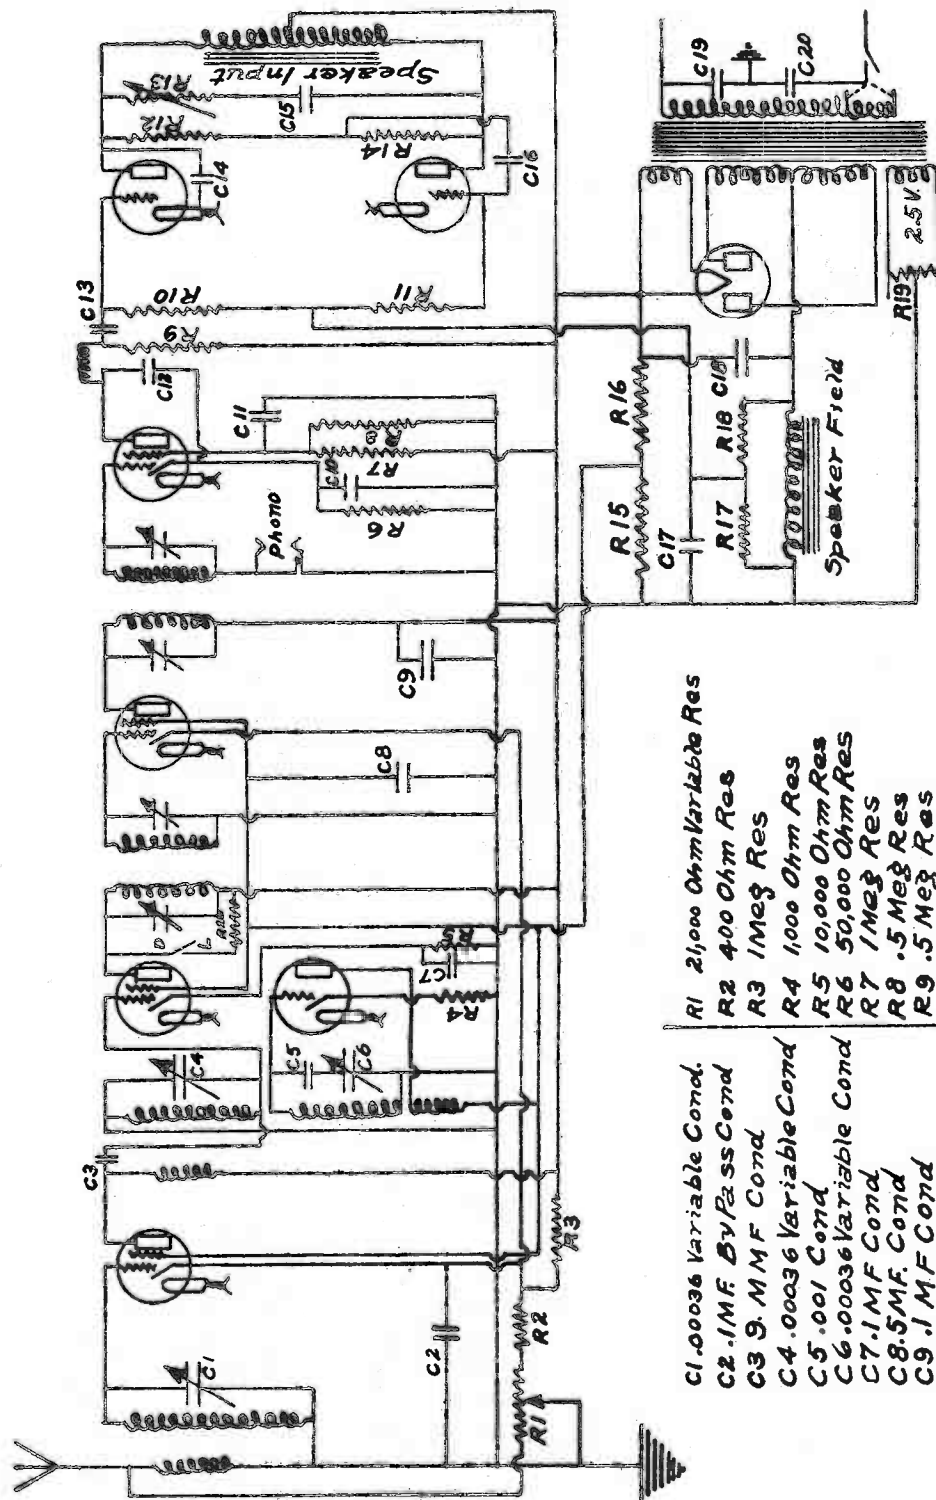 C1
C2
R1
R2
R3
C3
C4
C5
C6
R4
C7
R5
D
L
C8
C9
Phono
R6
C10
R7
R8
C11
C12
R9
C13
R10
R11
C14
R12
R13
C15
R14
C16
Speaker Input
R15
R16
C17
R17
R18
C18
Speaker Field
R19
2.5 V.
C19
C20
C1 .00036 Variable Cond.
C2 .1MF. By Pass Cond
C3 9. MMF Cond
C4 .00036 Variable Cond
C5 .001 Cond
C6 .00036 Variable Cond
C7 .1 MF Cond
C8 .5 MF. Cond
C9 .1 M.F Cond
R1 21,000 Ohm Variable Res
R2 400 Ohm Res
R3 1Meg Res
R4 1,000 Ohm Res
R5 10,000 Ohm Res
R6 50,000 Ohm Res
R7 1 Meg Res
R8 .5 Meg Res
R9 .5 Meg Res